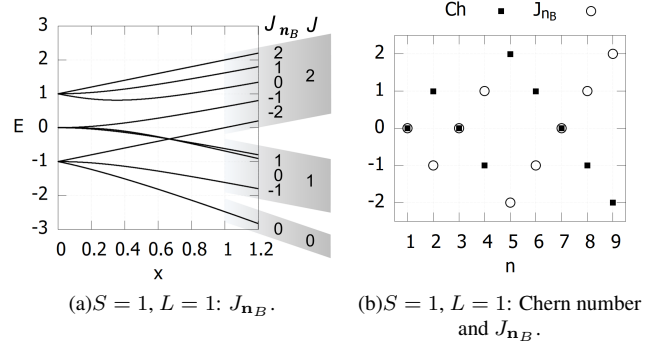 J_{n_B} J
3
2
1
E 0
-1
-2
-3
0 0.2 0.4 0.6 0.8 1 1.2
x
2
1
0
-1
-2
2
1
0
-1
1
0 0
(a)S = 1, L = 1: J_{n_B}.
Ch ■ J_{n_B} ○
2
1
0
-1
-2
1 2 3 4 5 6 7 8 9
n
(b)S = 1, L = 1: Chern number
and J_{n_B}.